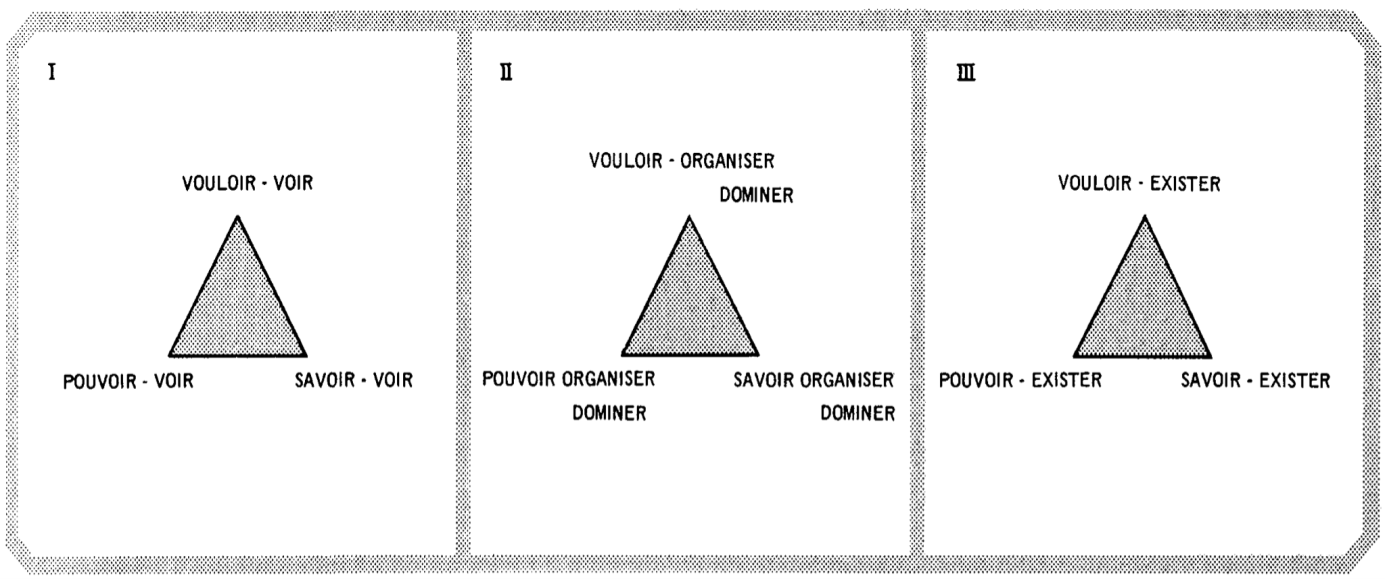 I
VOULOIR - VOIR
POUVOIR - VOIR
SAVOIR - VOIR
II
VOULOIR - ORGANISER
DOMINER
POUVOIR ORGANISER
DOMINER
SAVOIR ORGANISER
DOMINER
III
VOULOIR - EXISTER
POUVOIR - EXISTER
SAVOIR - EXISTER